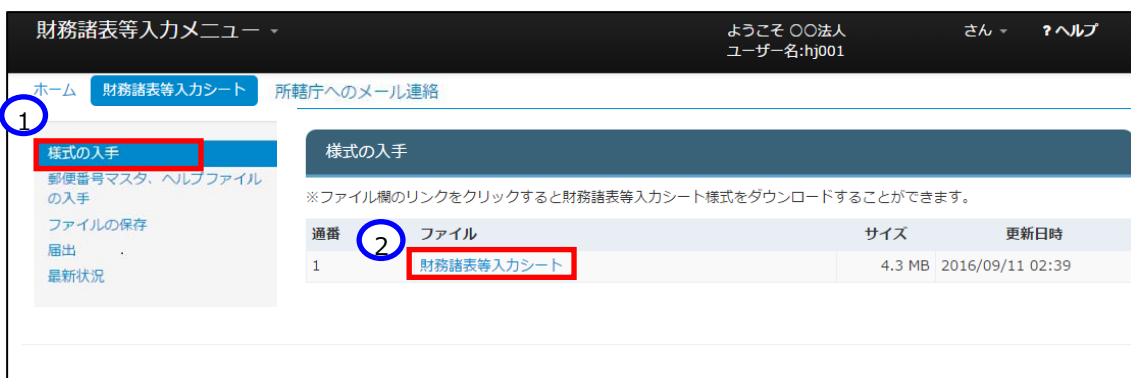 財務諸表等入力メニュー
ようこそ 〇〇法人 さん ?ヘルプ
ユーザー名:hj001
ホーム 財務諸表等入力シート 所轄庁へのメール連絡
1
様式の入手
郵便番号マスタ、ヘルプファイル
の入手
ファイルの保存
届出 .
最新状況
様式の入手
※ファイル欄のリンクをクリックすると財務諸表等入力シート様式をダウンロードすることができます。
通番 ファイル サイズ 更新日時
2
1 財務諸表等入力シート 4.3 MB 2016/09/11 02:39